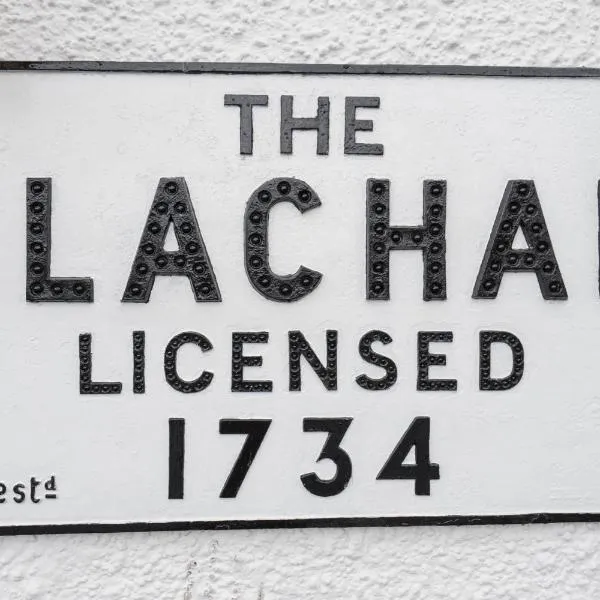 THE
LACHA
LICENSED
1734
estd